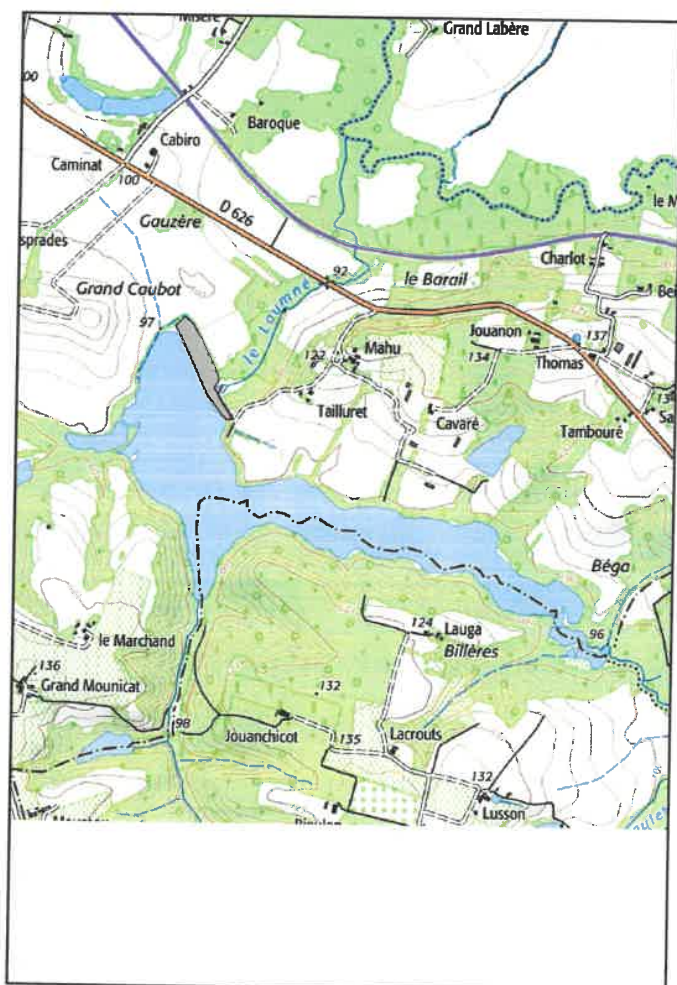 Misère
Grand Labère
Baroque
Cabiro
Caminat
100
Gauzère
D 626
Charlot
Grand Caubot
92
le Barail
97
le Loumné
Jouanon
137
122
Mahu
134
Thomas
Tailluret
Cavaré
Tambouré
Béga
124
Lauga
96
le Marchand
Billères
136
132
Grand Mounicat
98
Jouanchicot
135
Lacrouts
132
Lusson